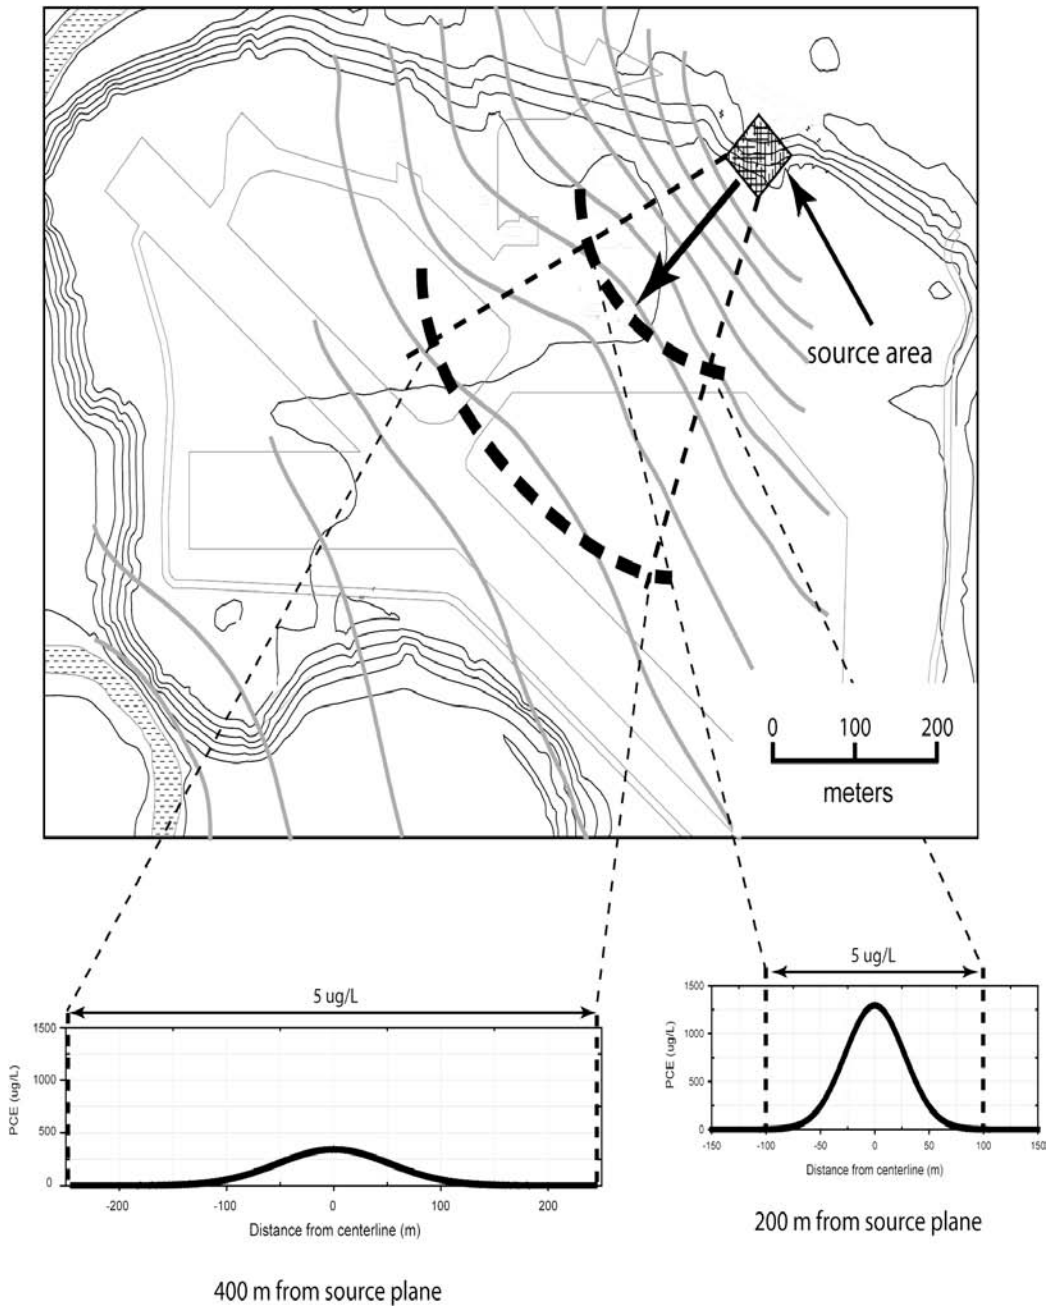 source area
0 100 200
meters
5 ug/L
1500
1000
500
0
PCE (ug/L)
-200 -100 0 100 200
Distance from centerline (m)
400 m from source plane
5 ug/L
1500
1000
500
0
PCE (ug/L)
-150 -100 -50 0 50 100 150
Distance from centerline (m)
200 m from source plane